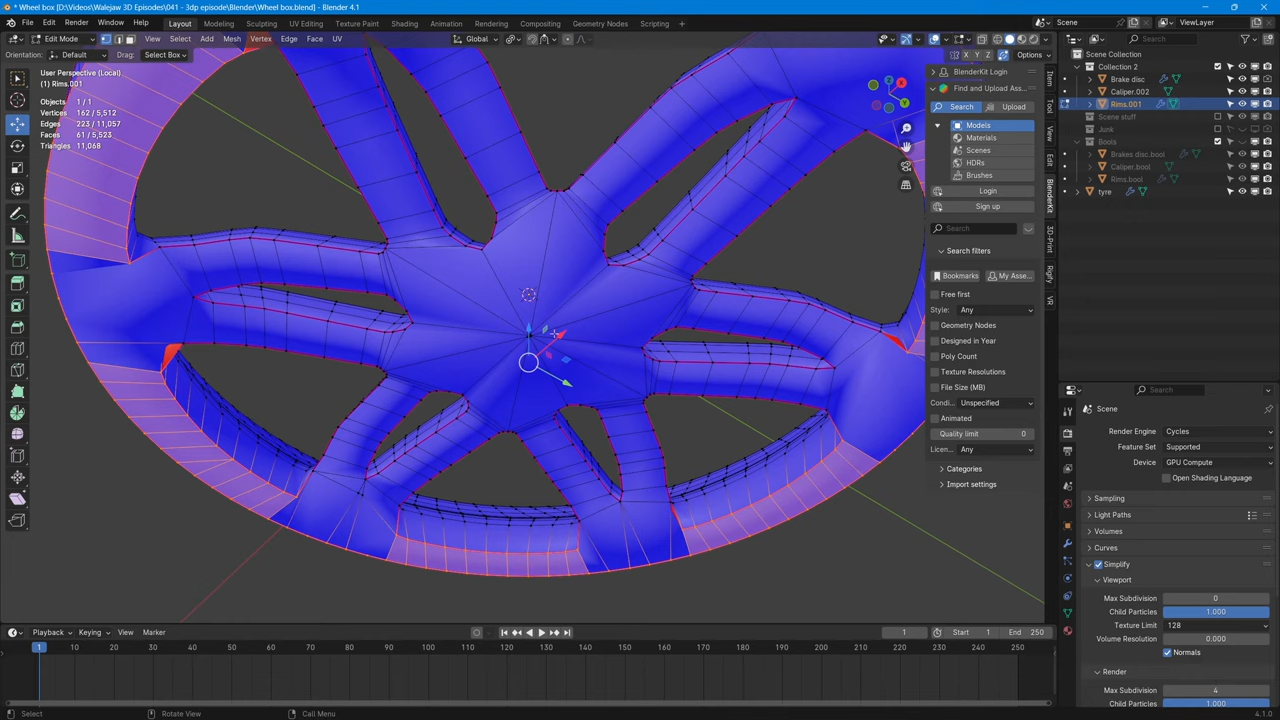 * Wheel box [D:\Videos\Walejaw 3D Episodes\041 - 3dp episode\Blender\Wheel box.blend] - Blender 4.1
File Edit Render Window Help Layout Modeling Sculpting UV Editing Texture Paint Shading Animation Rendering Compositing Geometry Nodes Scripting Scene ViewLayer
Edit Mode View Select Add Mesh Vertex Edge Face UV Global
Orientation: Default Drag: Select Box X Y Z Options
User Perspective (Local)
(1) Rims.001
Objects 1 / 1
Vertices 162 / 5,512
Edges 223 / 11,057
Faces 61 / 5,523
Triangles 11,068
X
Y
Z
BlenderKit Login
Find and Upload Asse...
Search Upload
Models
Materials
Scenes
HDRs
Brushes
Login
Sign up
Search
Search filters
Bookmarks My Asse...
Free first
Style: Any
Geometry Nodes
Designed in Year
Poly Count
Texture Resolutions
File Size (MB)
Condi... Unspecified
Animated
Quality limit 0
Licen... Any
Categories
Import settings
Item
Tool
View
Edit
BlenderKit
3D-Print
Rigify
VR
Search
Scene Collection
Collection 2
Brake disc
Caliper.002
Rims.001
Scene stuff
Junk
Bools
Brakes disc.bool
Caliper.bool
Rims.bool
tyre
Search
Scene
Render Engine Cycles
Feature Set Supported
Device GPU Compute
Open Shading Language
Sampling
Light Paths
Volumes
Curves
Simplify
Viewport
Max Subdivision 0
Child Particles 1.000
Texture Limit 128
Volume Resolution 0.000
Normals
Render
Max Subdivision 4
Child Particles 1.000
Playback Keying View Marker 1 Start 1 End 250
1 10 20 30 40 50 60 70 80 90 100 110 120 130 140 150 160 170 180 190 200 210 220 230 240 250
Select Rotate View Call Menu 4.1.0